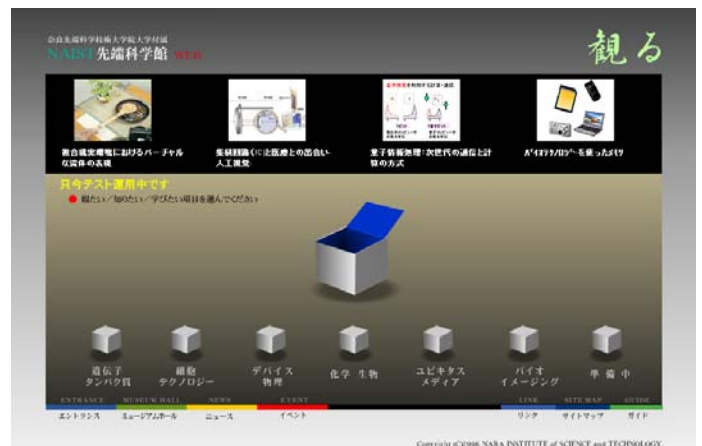 奈良先端科学技術大学院大学付属
NAIST 先端科学館 WEB
観る
複合現実環境におけるバーチャル
な流体の表現
集積回路(IC)と医療との出会い-
人工視覚
量子情報処理:次世代の通信と計
算の方式
バイオテクノロジーを使ったメモリ
只今テスト運用中です
観たい/知りたい/学びたい項目を選んでください
遺伝子
タンパク質
細胞
テクノロジー
デバイス
物理
化学 生物
ユビキタス
メディア
バイオ
イメージング
準備中
ENTRANCE MUSEUM HALL NEWS EVENT LINK SITE MAP GUIDE
エントランス ミュージアムホール ニュース イベント リンク サイトマップ ガイド
NARA INSTITUTE of SCIENCE and TECHNOLOGY